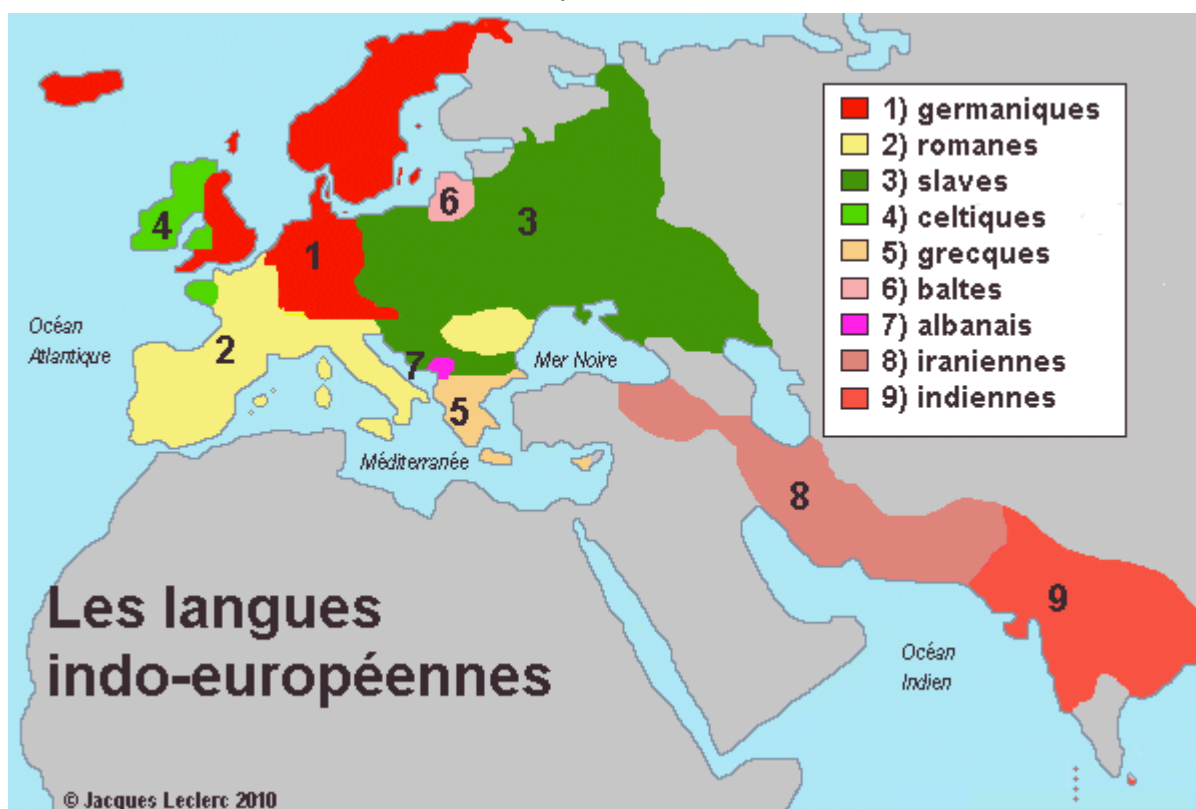 1) germaniques
2) romanes
3) slaves
4) celtiques
5) grecques
6) baltes
7) albanais
8) iraniennes
9) indiennes
6
3
4
1
Océan
Atlantique
2
7
Mer Noire
5
Méditerranée
8
9
Les langues
indo-européennes
Océan
Indien
© Jacques Leclerc 2010